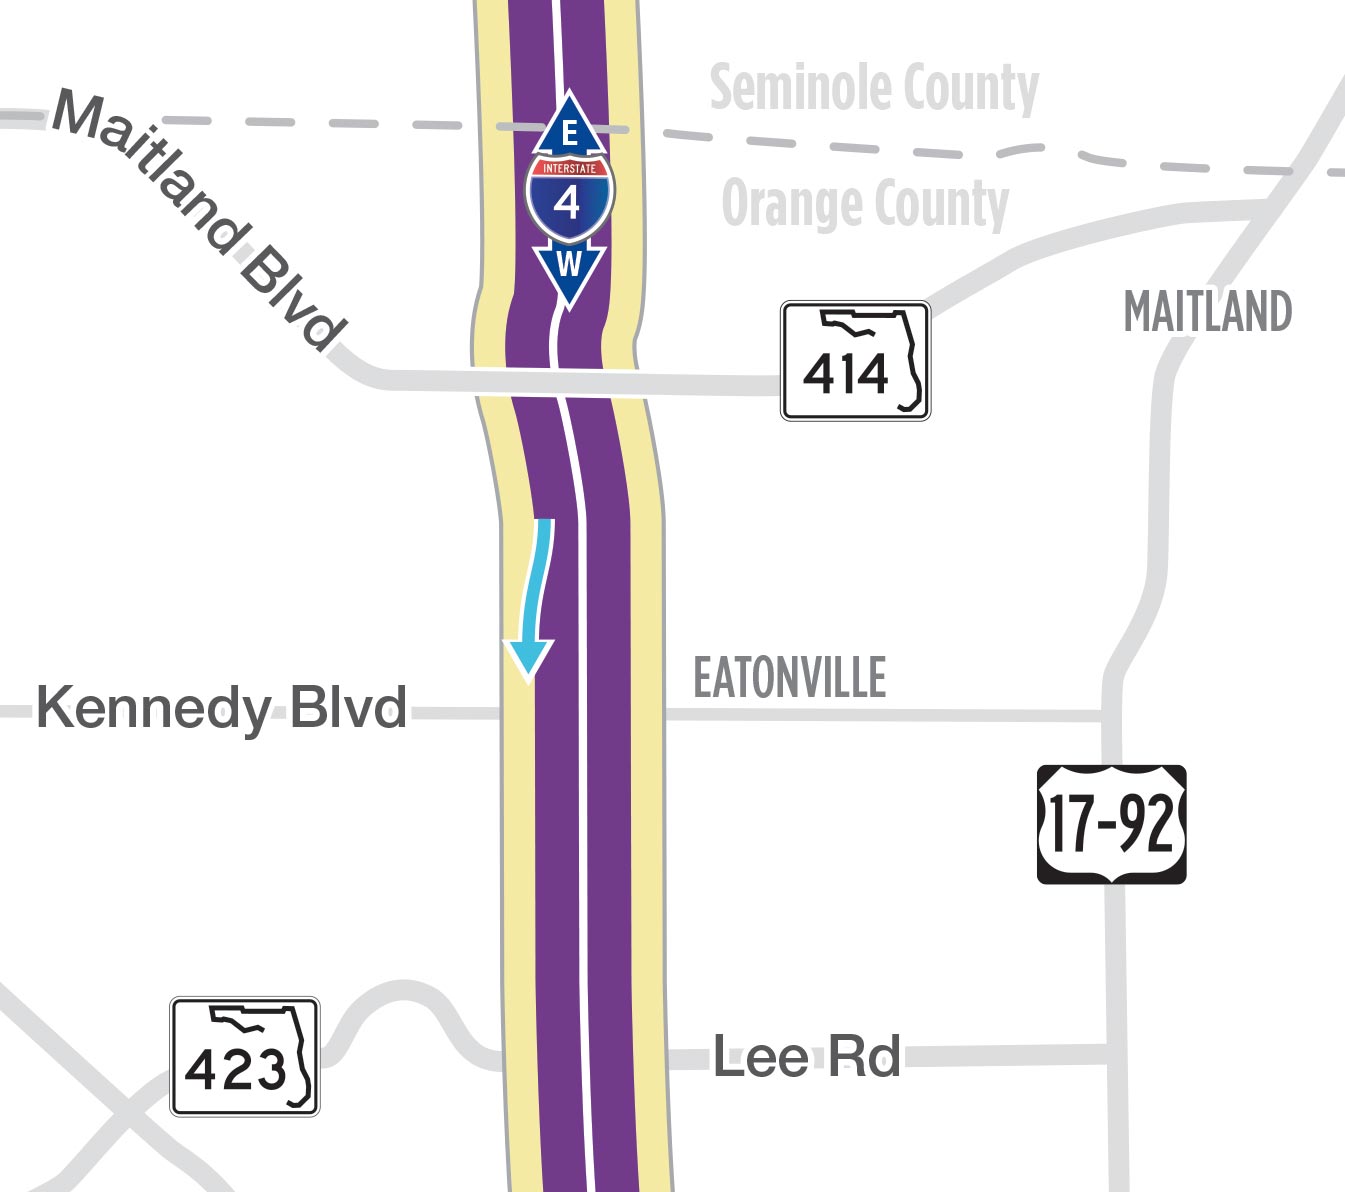 Seminole County
Maitland Blvd
E
INTERSTATE
4
W
Orange County
MAITLAND
414
EATONVILLE
Kennedy Blvd
17-92
423
Lee Rd